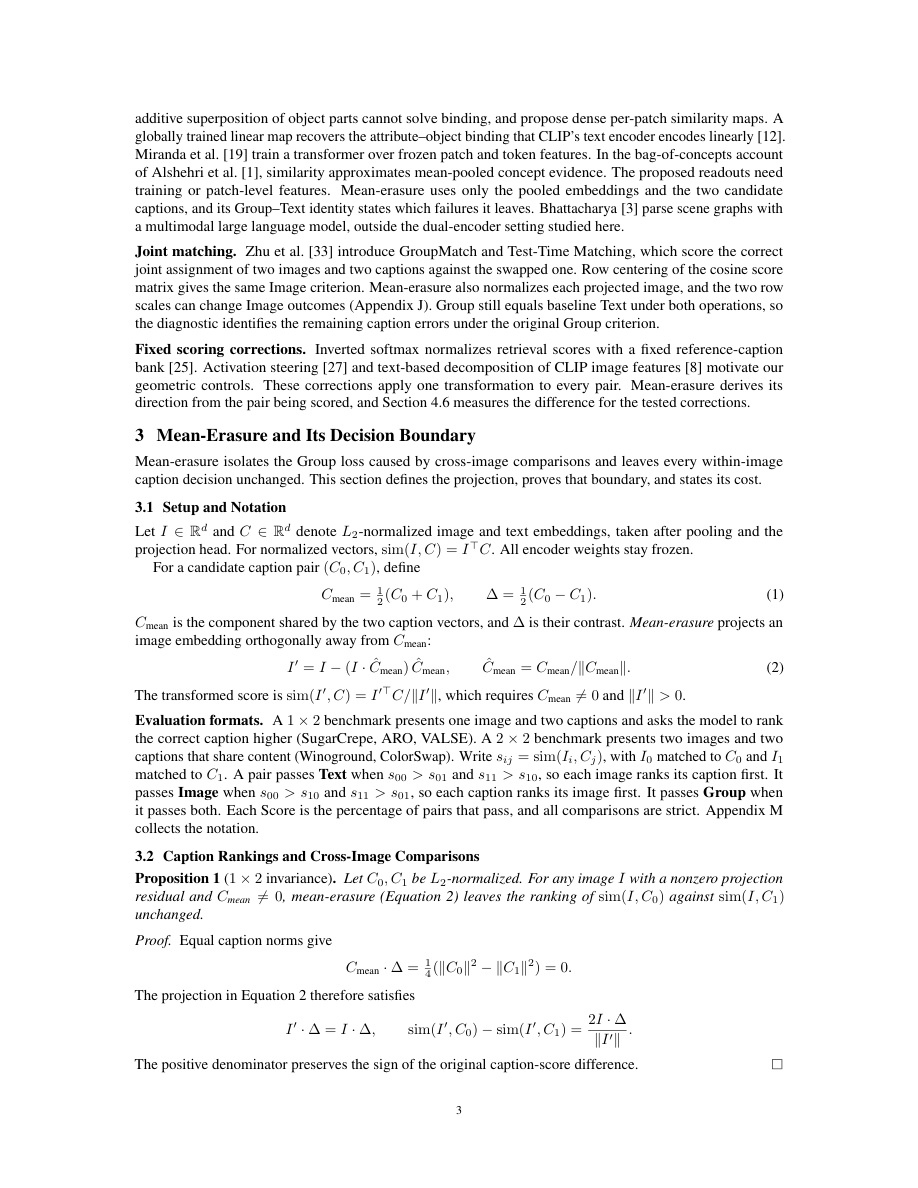 additive superposition of object parts cannot solve binding, and propose dense per-patch similarity maps. A
globally trained linear map recovers the attribute–object binding that CLIP's text encoder encodes linearly [12].
Miranda et al. [19] train a transformer over frozen patch and token features. In the bag-of-concepts account
of Alshehri et al. [1], similarity approximates mean-pooled concept evidence. The proposed readouts need
training or patch-level features. Mean-erasure uses only the pooled embeddings and the two candidate
captions, and its Group–Text identity states which failures it leaves. Bhattacharya [3] parse scene graphs with
a multimodal large language model, outside the dual-encoder setting studied here.
Joint matching. Zhu et al. [33] introduce GroupMatch and Test-Time Matching, which score the correct
joint assignment of two images and two captions against the swapped one. Row centering of the cosine score
matrix gives the same Image criterion. Mean-erasure also normalizes each projected image, and the two row
scales can change Image outcomes (Appendix J). Group still equals baseline Text under both operations, so
the diagnostic identifies the remaining caption errors under the original Group criterion.
Fixed scoring corrections. Inverted softmax normalizes retrieval scores with a fixed reference-caption
bank [25]. Activation steering [27] and text-based decomposition of CLIP image features [8] motivate our
geometric controls. These corrections apply one transformation to every pair. Mean-erasure derives its
direction from the pair being scored, and Section 4.6 measures the difference for the tested corrections.
3 Mean-Erasure and Its Decision Boundary
Mean-erasure isolates the Group loss caused by cross-image comparisons and leaves every within-image
caption decision unchanged. This section defines the projection, proves that boundary, and states its cost.
3.1 Setup and Notation
Let I ∈ ℝᵈ and C ∈ ℝᵈ denote L₂-normalized image and text embeddings, taken after pooling and the
projection head. For normalized vectors, sim(I, C) = I⊤C. All encoder weights stay frozen.
For a candidate caption pair (C₀, C₁), define
C_mean = ½(C₀ + C₁), Δ = ½(C₀ − C₁). (1)
C_mean is the component shared by the two caption vectors, and Δ is their contrast. Mean-erasure projects an
image embedding orthogonally away from C_mean:
I′ = I − (I · Ĉ_mean) Ĉ_mean, Ĉ_mean = C_mean/‖C_mean‖. (2)
The transformed score is sim(I′, C) = I′⊤C/‖I′‖, which requires C_mean ≠ 0 and ‖I′‖ > 0.
Evaluation formats. A 1 × 2 benchmark presents one image and two captions and asks the model to rank
the correct caption higher (SugarCrepe, ARO, VALSE). A 2 × 2 benchmark presents two images and two
captions that share content (Winoground, ColorSwap). Write s_ij = sim(I_i, C_j), with I₀ matched to C₀ and I₁
matched to C₁. A pair passes Text when s₀₀ > s₀₁ and s₁₁ > s₁₀, so each image ranks its caption first. It
passes Image when s₀₀ > s₁₀ and s₁₁ > s₀₁, so each caption ranks its image first. It passes Group when
it passes both. Each Score is the percentage of pairs that pass, and all comparisons are strict. Appendix M
collects the notation.
3.2 Caption Rankings and Cross-Image Comparisons
Proposition 1 (1 × 2 invariance). Let C₀, C₁ be L₂-normalized. For any image I with a nonzero projection
residual and C_mean ≠ 0, mean-erasure (Equation 2) leaves the ranking of sim(I, C₀) against sim(I, C₁)
unchanged.
Proof. Equal caption norms give
C_mean · Δ = ¼(‖C₀‖² − ‖C₁‖²) = 0.
The projection in Equation 2 therefore satisfies
I′ · Δ = I · Δ, sim(I′, C₀) − sim(I′, C₁) = 2I · Δ / ‖I′‖.
The positive denominator preserves the sign of the original caption-score difference. □
3